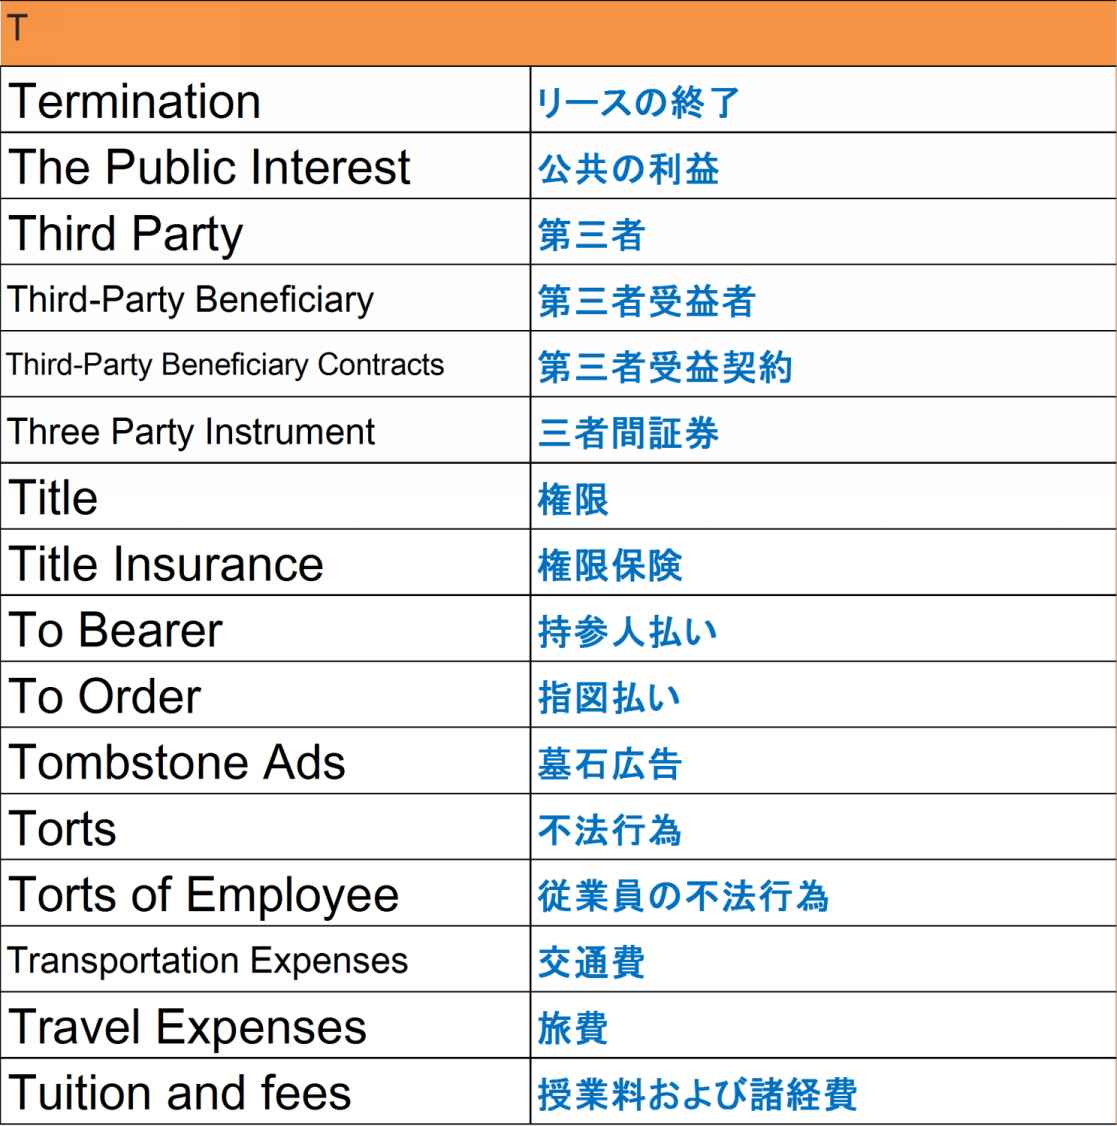 T
Termination リースの終了
The Public Interest 公共の利益
Third Party 第三者
Third-Party Beneficiary 第三者受益者
Third-Party Beneficiary Contracts 第三者受益契約
Three Party Instrument 三者間証券
Title 権限
Title Insurance 権限保険
To Bearer 持参人払い
To Order 指図払い
Tombstone Ads 墓石広告
Torts 不法行為
Torts of Employee 従業員の不法行為
Transportation Expenses 交通費
Travel Expenses 旅費
Tuition and fees 授業料および諸経費